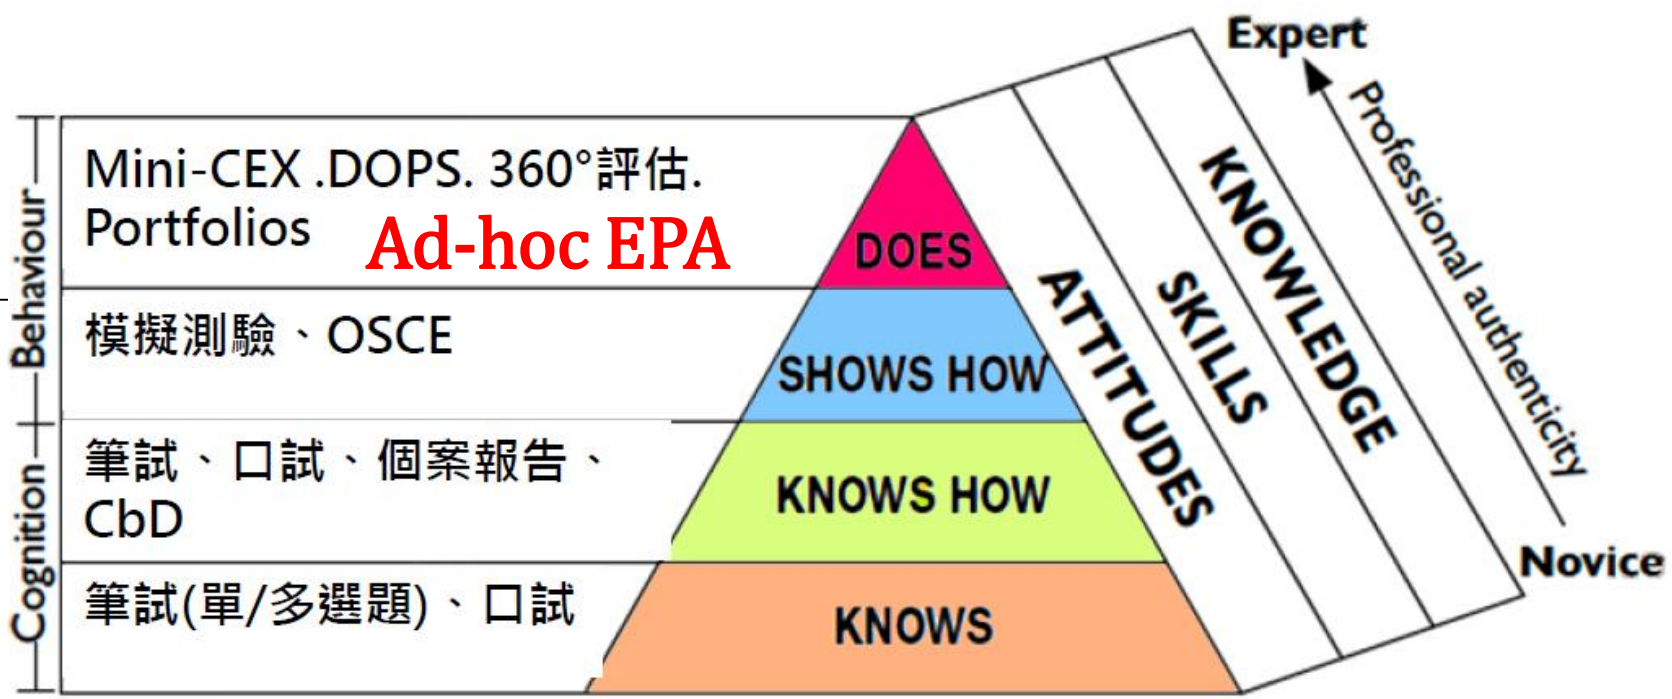 Expert
Professional authenticity
Novice
Behaviour
Cognition
Mini-CEX .DOPS. 360°評估.
Portfolios
Ad-hoc EPA
DOES
模擬測驗、OSCE
SHOWS HOW
筆試、口試、個案報告、
CbD
KNOWS HOW
筆試(單/多選題)、口試
KNOWS
ATTITUDES
SKILLS
KNOWLEDGE